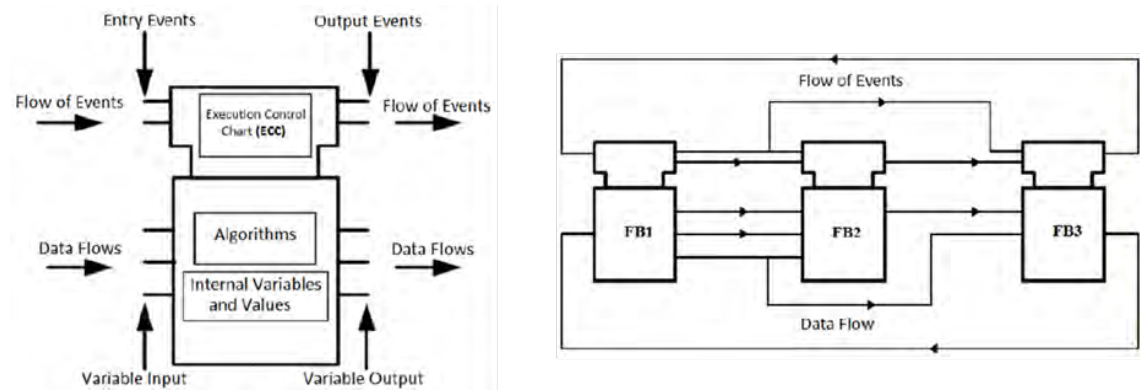 Entry Events
Output Events
Flow of Events
Execution Control
Chart (ECC)
Flow of Events
Data Flows
Algorithms
Internal Variables
and Values
Data Flows
Variable Input
Variable Output
Flow of Events
FB1
FB2
FB3
Data Flow